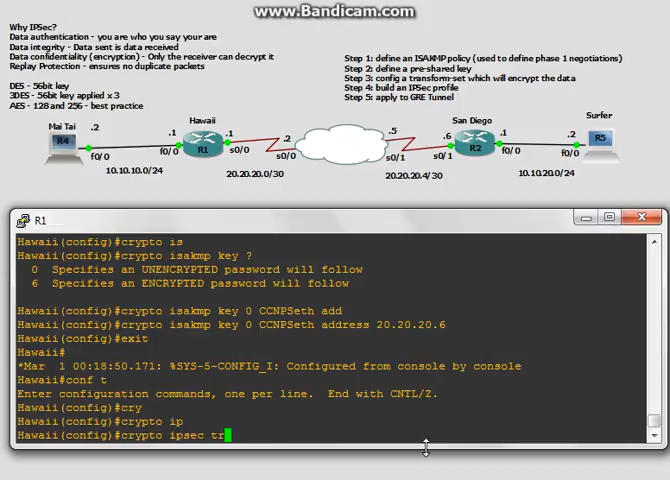 www.Bandicam.com
Why IPSec?
Data authentication - you are who you say your are
Data integrity - Data sent is data received
Data confidentiality (encryption) - Only the receiver can decrypt it
Replay Protection - ensures no duplicate packets
DES - 56bit key
3DES - 56bit key applied x 3
AES - 128 and 256 - best practice
Step 1: define an ISAKMP policy (used to define phase 1 negotiations)
Step 2: define a pre-shared key
Step 3: config a transform-set which will encrypt the data
Step 4: build an IPSec profile
Step 5: apply to GRE Tunnel
Mai Tai
R4
.2
f0/0
10.10.10.0/24
Hawaii
.1
f0/0
R1
.1
s0/0
20.20.20.0/30
.2
s0/0
.5
s0/1
20.20.20.4/30
San Diego
.6
s0/1
R2
.1
f0/0
10.10.20.0/24
Surfer
.2
f0/0
R5
R1
Hawaii(config)#crypto is
Hawaii(config)#crypto isakmp key ?
0 Specifies an UNENCRYPTED password will follow
6 Specifies an ENCRYPTED password will follow
Hawaii(config)#crypto isakmp key 0 CCNPSeth add
Hawaii(config)#crypto isakmp key 0 CCNPSeth address 20.20.20.6
Hawaii(config)#exit
Hawaii#
*Mar 1 00:18:50.171: %SYS-5-CONFIG_I: Configured from console by console
Hawaii#conf t
Enter configuration commands, one per line. End with CNTL/Z.
Hawaii(config)#cry
Hawaii(config)#crypto ip
Hawaii(config)#crypto ipsec tr